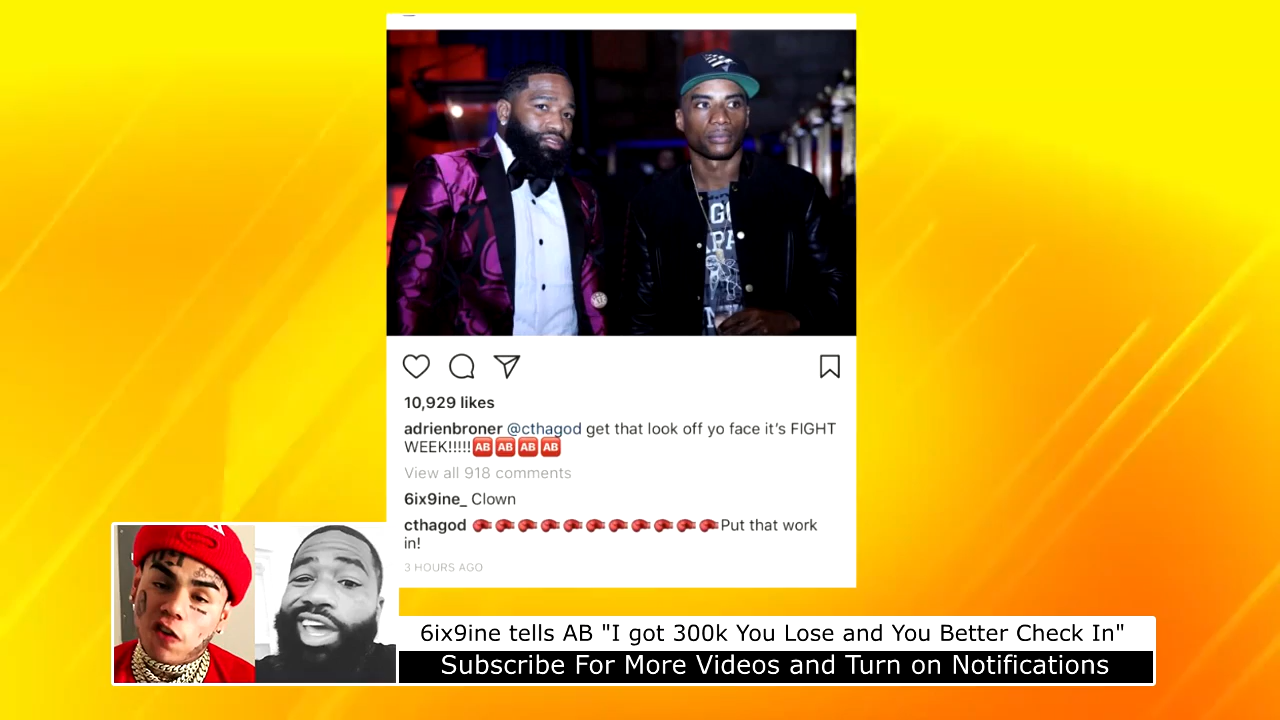 10,929 likes
adrienbroner @cthagod get that look off yo face it's FIGHT
WEEK!!!!!🆎🆎🆎🆎
View all 918 comments
6ix9ine_ Clown
cthagod 🥊🥊🥊🥊🥊🥊🥊🥊🥊🥊🥊Put that work
in!
3 HOURS AGO
6ix9ine tells AB "I got 300k You Lose and You Better Check In"
Subscribe For More Videos and Turn on Notifications